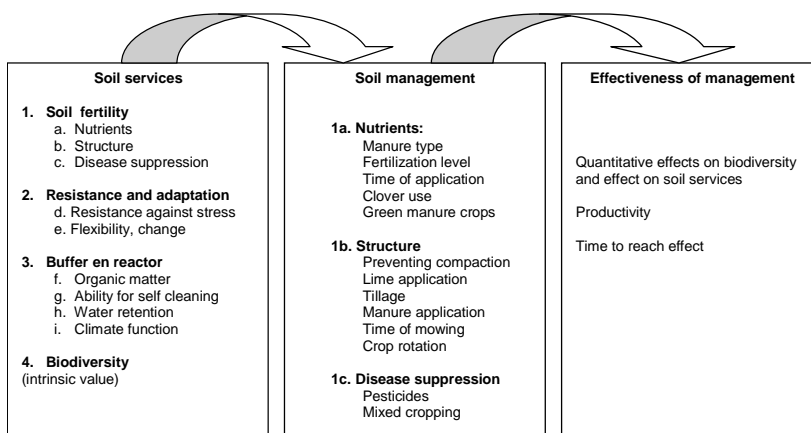 Soil services
1. Soil fertility
a. Nutrients
b. Structure
c. Disease suppression
2. Resistance and adaptation
d. Resistance against stress
e. Flexibility, change
3. Buffer en reactor
f. Organic matter
g. Ability for self cleaning
h. Water retention
i. Climate function
4. Biodiversity
(intrinsic value)
Soil management
1a. Nutrients:
Manure type
Fertilization level
Time of application
Clover use
Green manure crops
1b. Structure
Preventing compaction
Lime application
Tillage
Manure application
Time of mowing
Crop rotation
1c. Disease suppression
Pesticides
Mixed cropping
Effectiveness of management
Quantitative effects on biodiversity
and effect on soil services
Productivity
Time to reach effect